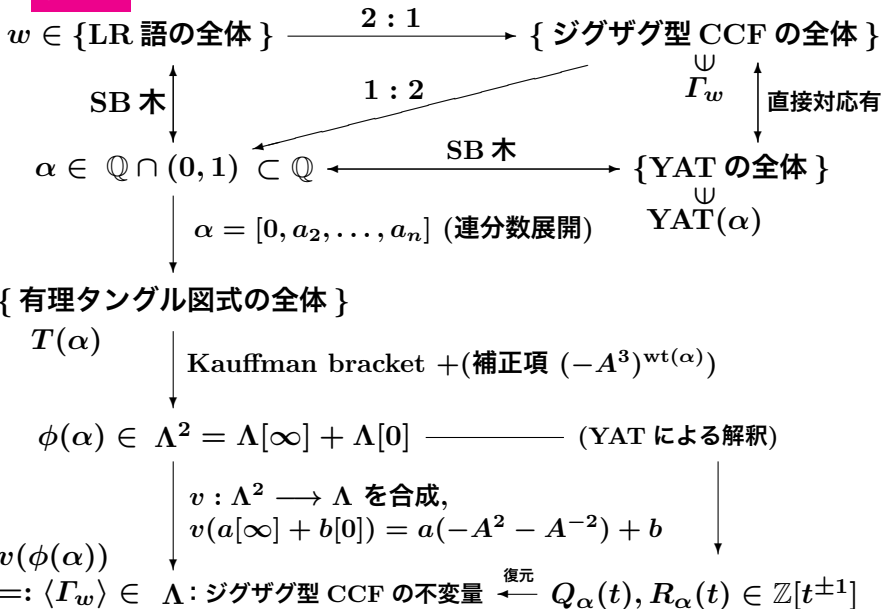 w ∈ {LR 語の全体 } 2 : 1 { ジグザグ型 CCF の全体 }
∪
Γ_w
SB 木 1 : 2 直接対応有
α ∈ ℚ ∩ (0, 1) ⊂ ℚ SB 木 {YAT の全体 }
∪
YAT(α)
α = [0, a_2, . . . , a_n] (連分数展開)
{ 有理タングル図式の全体 }
T(α)
Kauffman bracket +(補正項 (−A^3)^{wt(α)})
ϕ(α) ∈ Λ^2 = Λ[∞] + Λ[0] (YAT による解釈)
v : Λ^2 ⟶ Λ を合成,
v(a[∞] + b[0]) = a(−A^2 − A^{−2}) + b
v(ϕ(α))
=: ⟨Γ_w⟩ ∈ Λ : ジグザグ型 CCF の不変量 ⟵ 復元 Q_α(t), R_α(t) ∈ ℤ[t^{±1}]